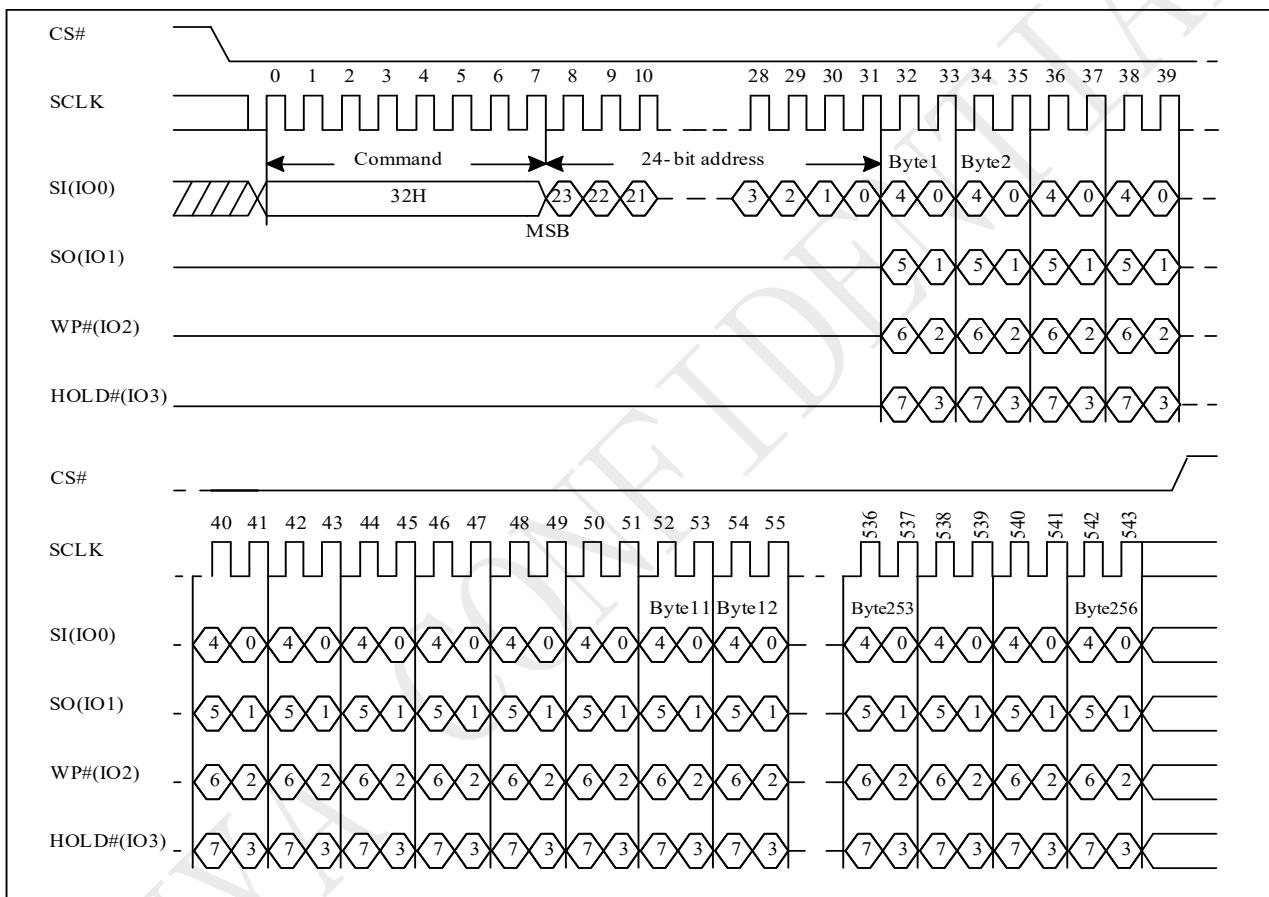 CS#
0 1 2 3 4 5 6 7 8 9 10 28 29 30 31 32 33 34 35 36 37 38 39
SCLK
Command 24-bit address Byte1 Byte2
SI(IO0) 32H 23 22 21 3 2 1 0 4 0 4 0 4 0 4 0
MSB
SO(IO1) 5 1 5 1 5 1 5 1
WP#(IO2) 6 2 6 2 6 2 6 2
HOLD#(IO3) 7 3 7 3 7 3 7 3
CS#
40 41 42 43 44 45 46 47 48 49 50 51 52 53 54 55 536 537 538 539 540 541 542 543
SCLK
Byte11 Byte12 Byte253 Byte256
SI(IO0) 4 0 4 0 4 0 4 0 4 0 4 0 4 0 4 0 4 0 4 0 4 0 4 0
SO(IO1) 5 1 5 1 5 1 5 1 5 1 5 1 5 1 5 1 5 1 5 1 5 1 5 1
WP#(IO2) 6 2 6 2 6 2 6 2 6 2 6 2 6 2 6 2 6 2 6 2 6 2 6 2
HOLD#(IO3) 7 3 7 3 7 3 7 3 7 3 7 3 7 3 7 3 7 3 7 3 7 3 7 3